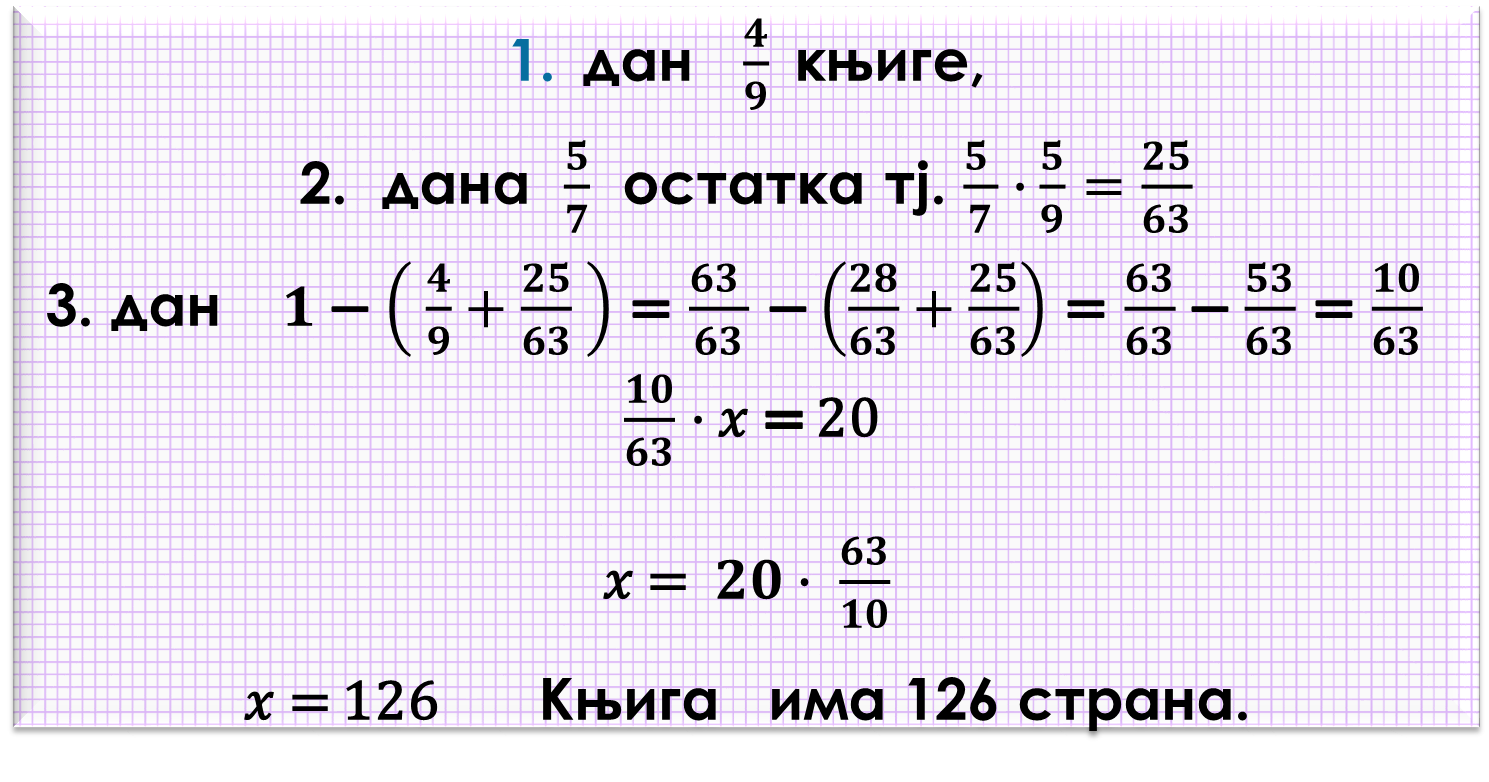 1. дан 4/9 књиге,
2. дана 5/7 остатка тј. 5/7 · 5/9 = 25/63
3. дан 1 − (4/9 + 25/63) = 63/63 − (28/63 + 25/63) = 63/63 − 53/63 = 10/63
10/63 · x = 20
x = 20 · 63/10
x = 126 Књига има 126 страна.